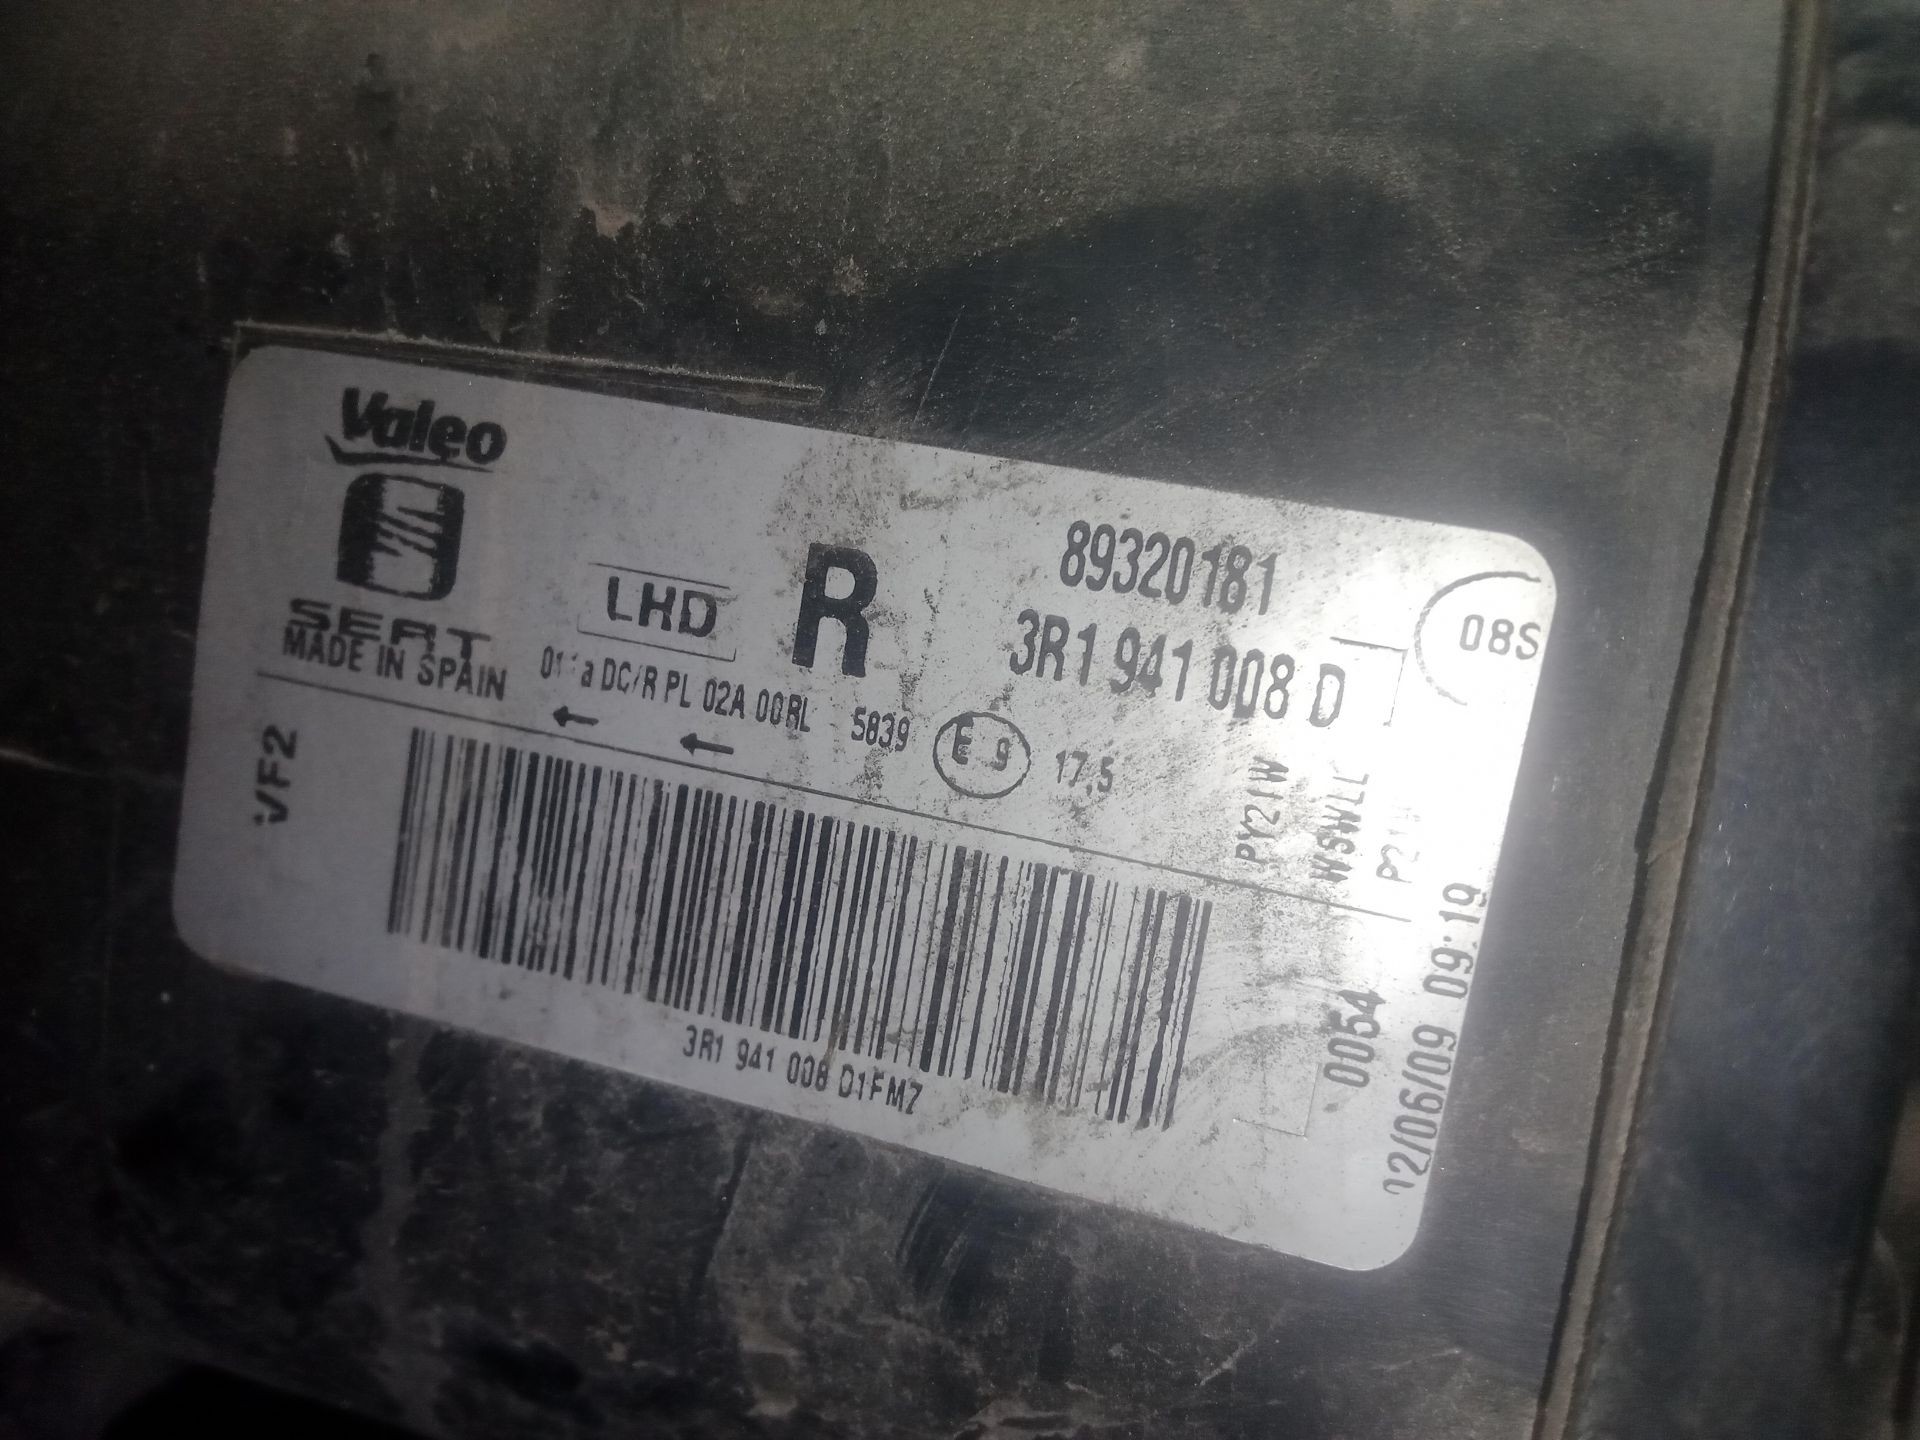 Valeo
SEAT
MADE IN SPAIN
LHD
R
89320181
3R1 941 008 D
08S
DC/R PL 02A 00RL 5839 E 9 17.5
PY21W
WSWLL
VF2
3R1 941 008 D1FMZ
0054
12/06/09 09:19